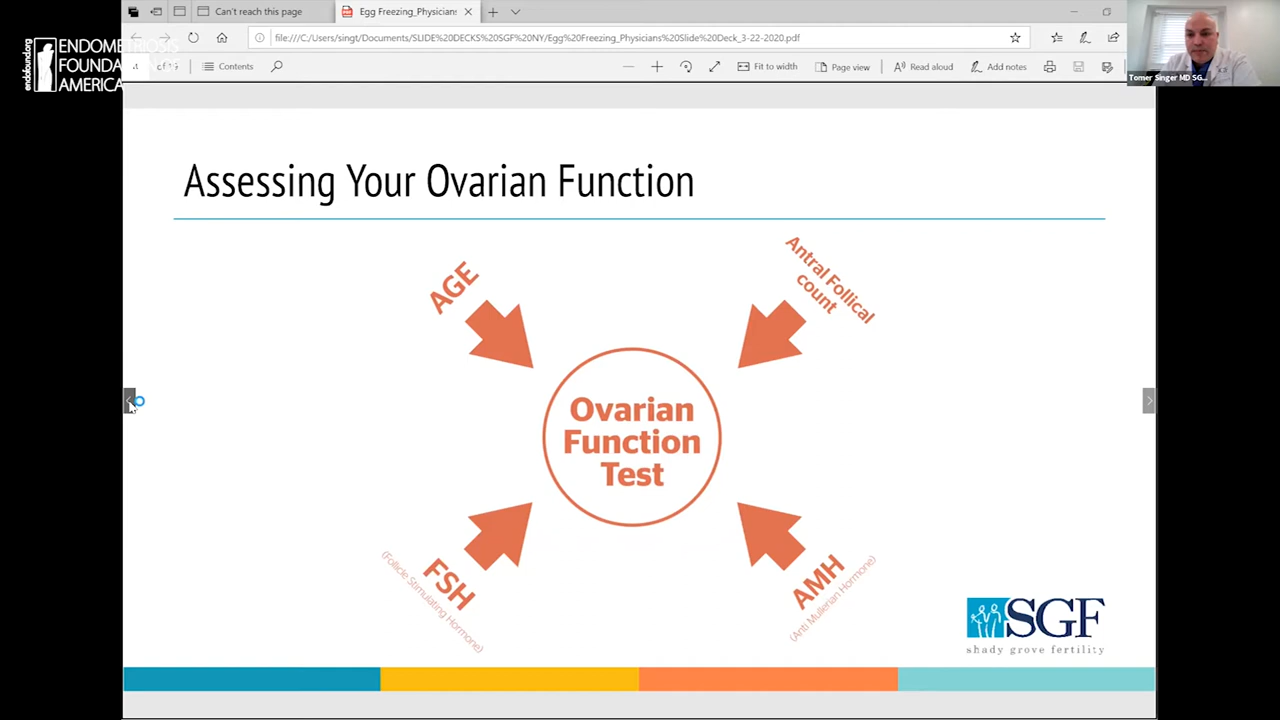 Can't reach this page
Egg Freezing_Physicians
file:///C:/Users/singt/Documents/SLIDE%20DECKS%20SGF%20NY/Egg%20Freezing_Physicians%20Slide%20Deck_3-22-2020.pdf
Contents
Fit to width
Page view
Read aloud
Add notes
Tomer Singer MD SG...
endofound.org
ENDOMETRIOSIS
FOUNDATION
AMERICA
Assessing Your Ovarian Function
AGE
Antral Follical
count
Ovarian
Function
Test
FSH
(Follicle Stimulating Hormone)
AMH
(Anti Mullerian Hormone)
SGF
shady grove fertility